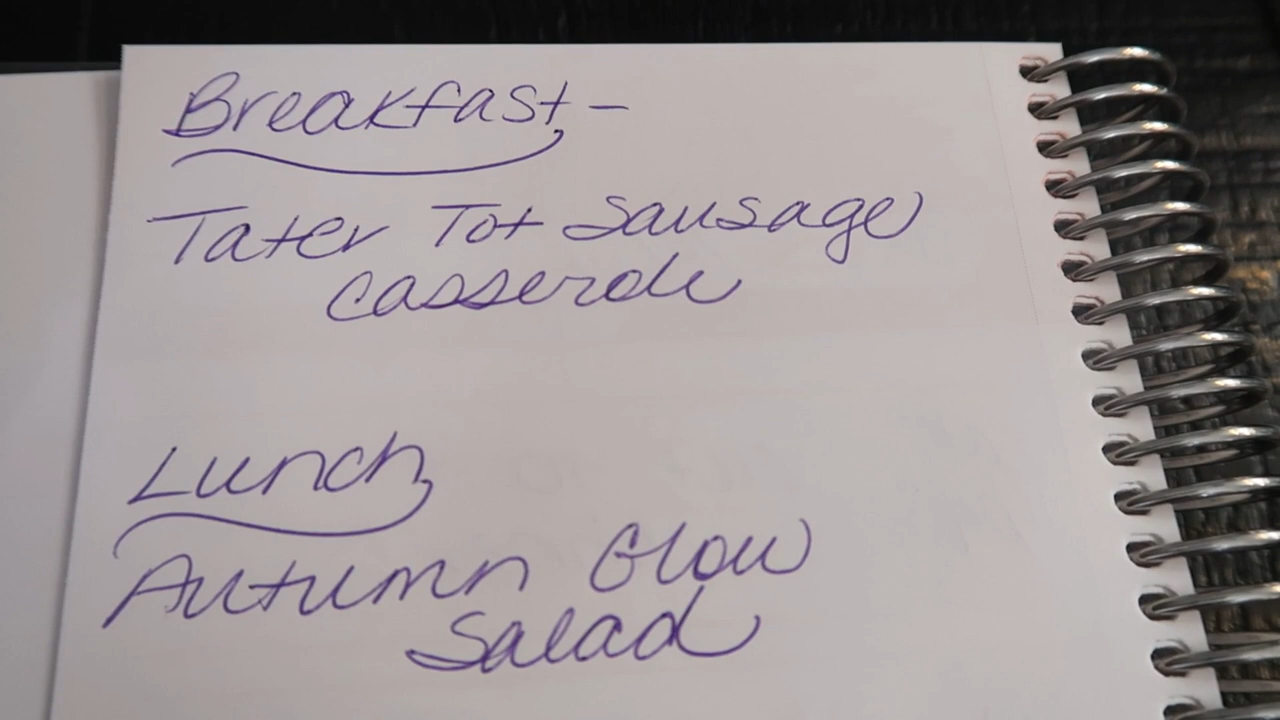 Breakfast -
Tater Tot Sausage
casserole
Lunch
Autumn Glow
Salad